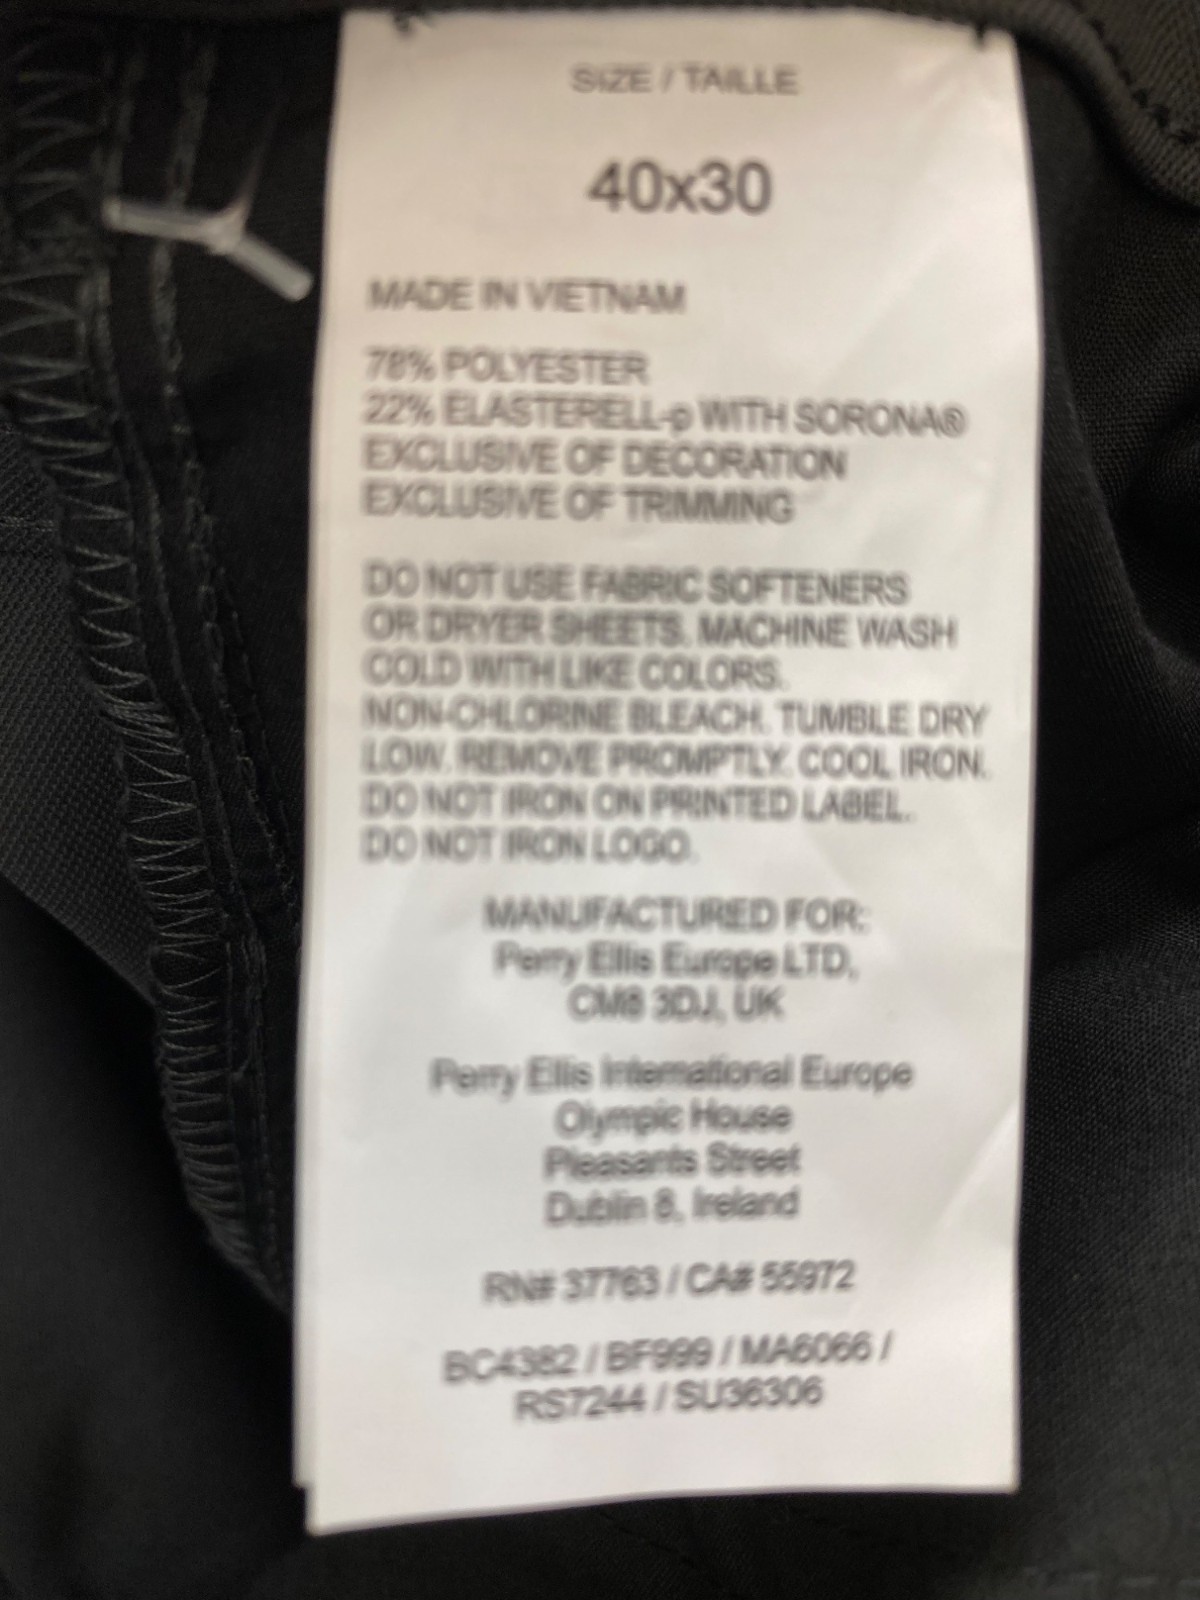 SIZE / TAILLE
40x30
MADE IN VIETNAM
78% POLYESTER
22% ELASTERELL-p WITH SORONA®
EXCLUSIVE OF DECORATION
EXCLUSIVE OF TRIMMING
DO NOT USE FABRIC SOFTENERS
OR DRYER SHEETS. MACHINE WASH
COLD WITH LIKE COLORS.
NON-CHLORINE BLEACH. TUMBLE DRY
LOW. REMOVE PROMPTLY. COOL IRON.
DO NOT IRON ON PRINTED LABEL.
DO NOT IRON LOGO.
MANUFACTURED FOR:
Perry Ellis Europe LTD,
CM8 3DJ, UK
Perry Ellis International Europe
Olympic House
Pleasants Street
Dublin 8, Ireland
RN# 37763 / CA# 55972
BC4382 / BF999 / MA6066 /
RS7244 / SU36306